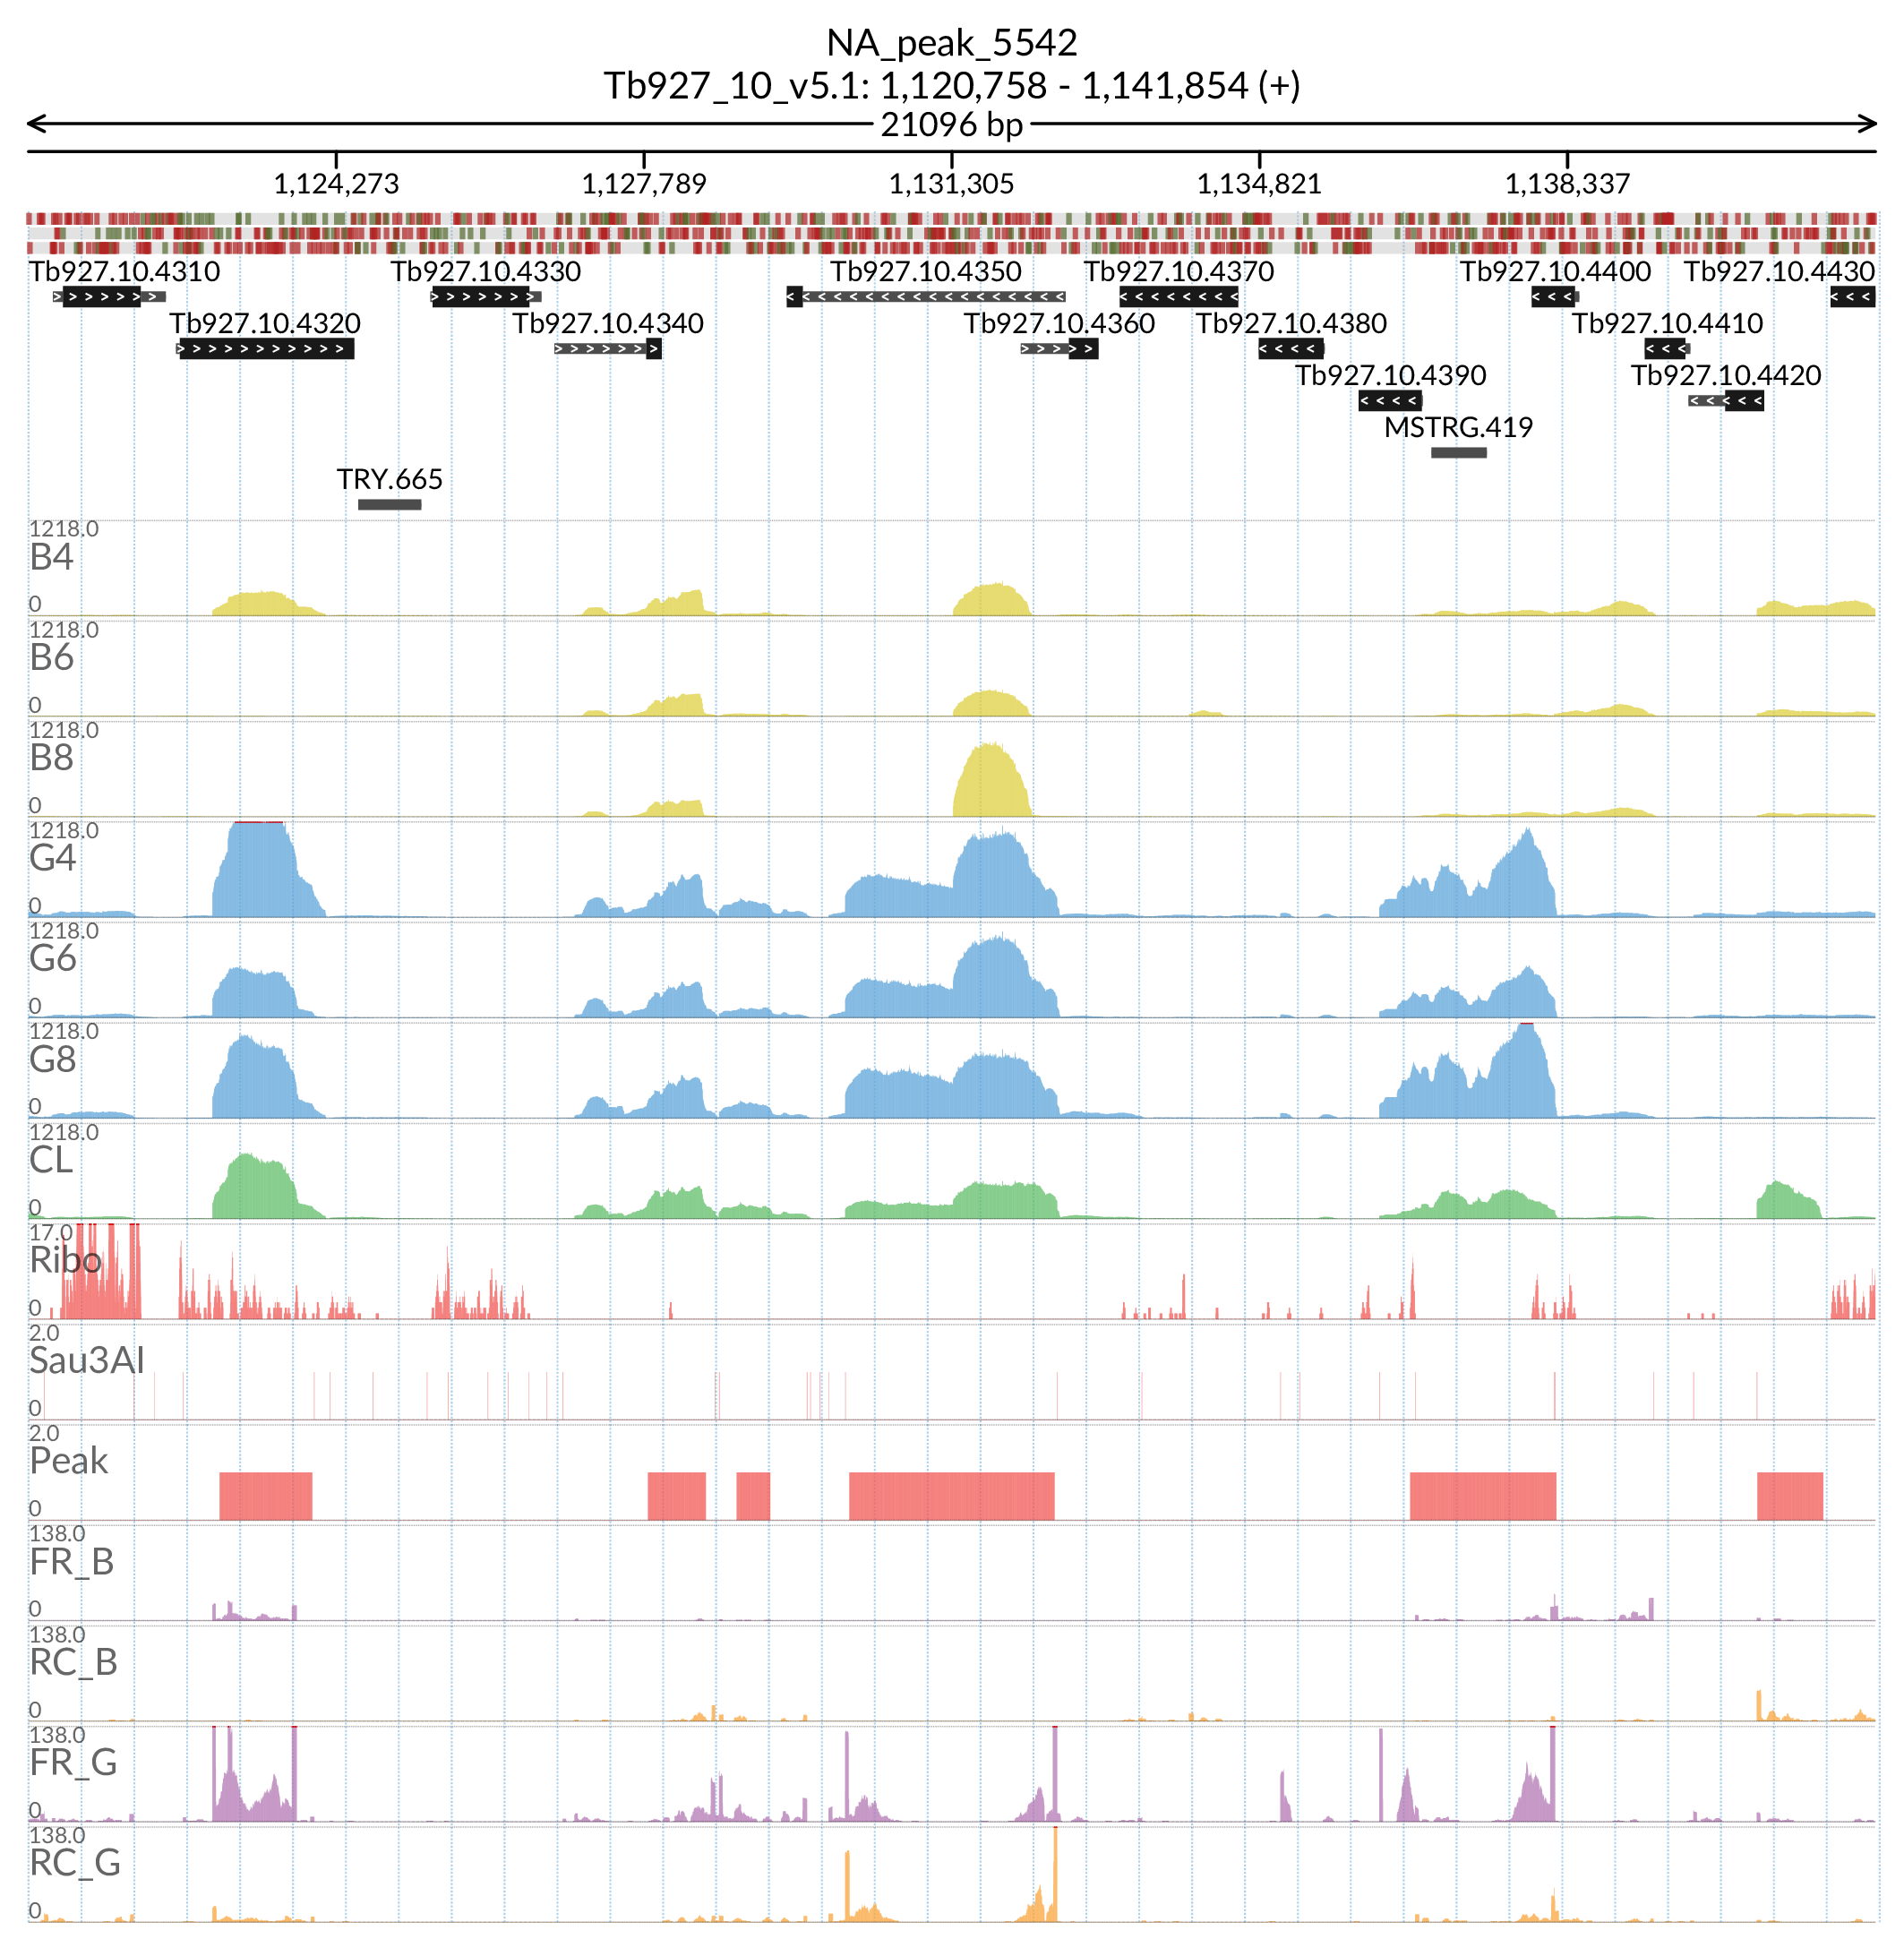 NA_peak_5542
Tb927_10_v5.1: 1,120,758 - 1,141,854 (+)
21096 bp
1,124,273 1,127,789 1,131,305 1,134,821 1,138,337
Tb927.10.4310 Tb927.10.4330 Tb927.10.4350 Tb927.10.4370 Tb927.10.4400 Tb927.10.4430
Tb927.10.4320 Tb927.10.4340 Tb927.10.4360 Tb927.10.4380 Tb927.10.4410
Tb927.10.4390 Tb927.10.4420
MSTRG.419
TRY.665
1218.0
B4
0
1218.0
B6
0
1218.0
B8
0
1218.0
G4
0
1218.0
G6
0
1218.0
G8
0
1218.0
CL
0
17.0
Ribo
0
2.0
Sau3AI
0
2.0
Peak
0
138.0
FR_B
0
138.0
RC_B
0
138.0
FR_G
0
138.0
RC_G
0